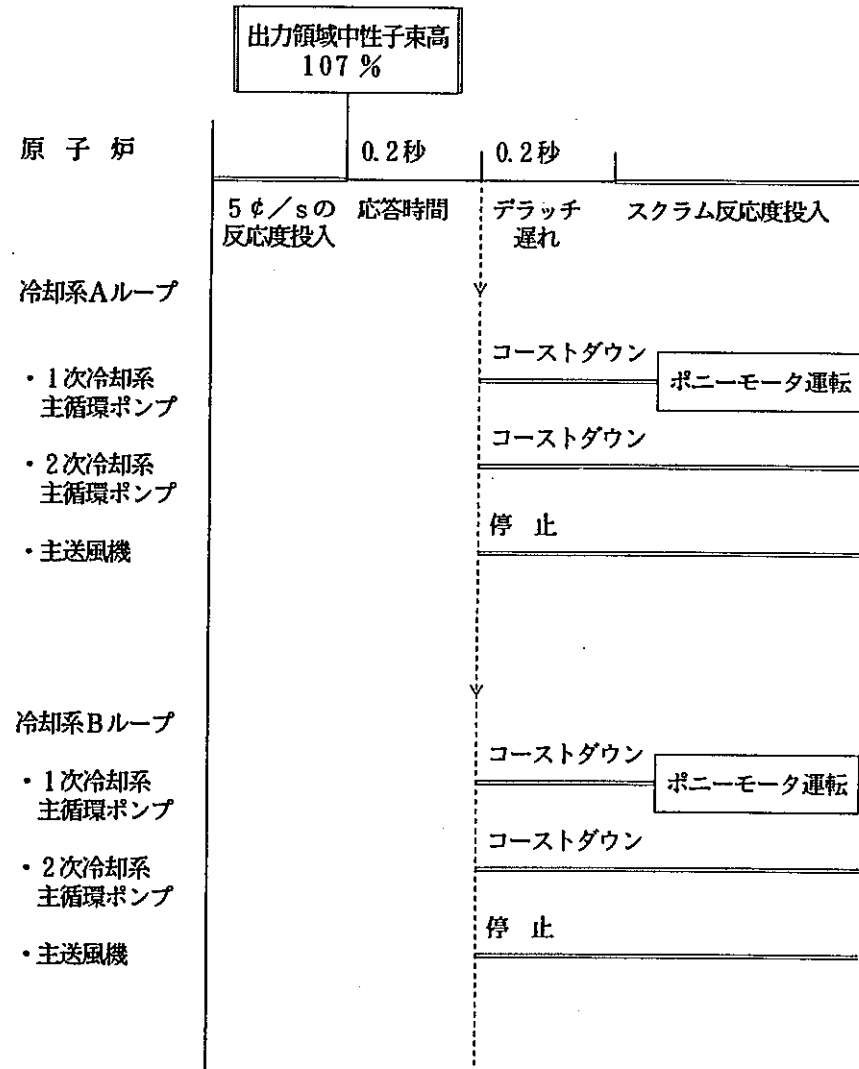 出力領域中性子束高
107%
原子炉
0.2秒
0.2秒
5¢/sの
反応度投入
応答時間
デラッチ
遅れ
スクラム反応度投入
冷却系Aループ
コーストダウン
・1次冷却系
主循環ポンプ
ポニーモータ運転
コーストダウン
・2次冷却系
主循環ポンプ
停止
・主送風機
冷却系Bループ
コーストダウン
・1次冷却系
主循環ポンプ
ポニーモータ運転
コーストダウン
・2次冷却系
主循環ポンプ
停止
・主送風機